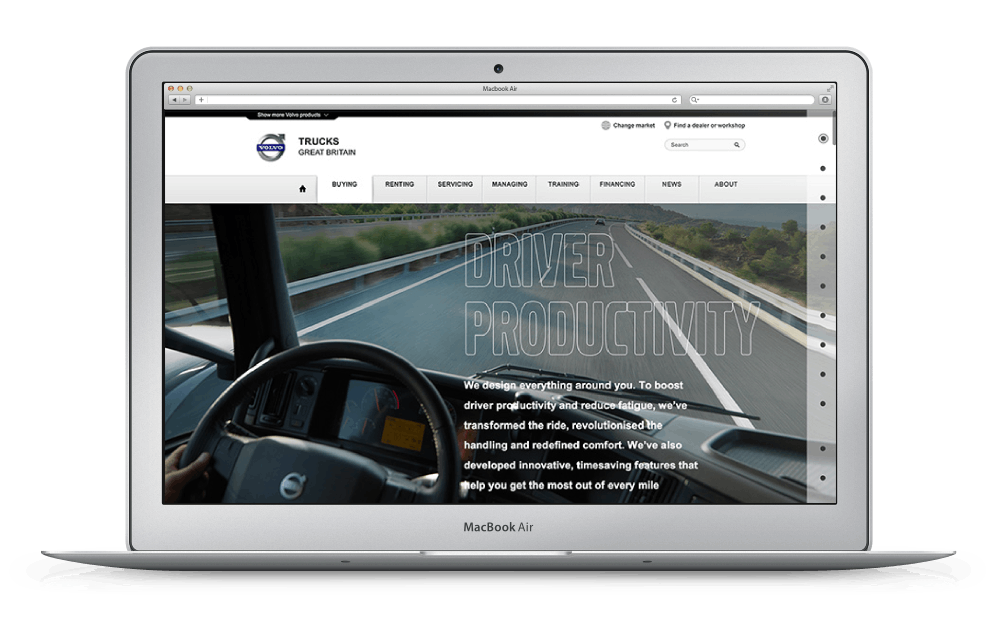 Macbook Air
Show more Volvo products
Change market
Find a dealer or workshop
VOLVO
TRUCKS
GREAT BRITAIN
Search
BUYING
RENTING
SERVICING
MANAGING
TRAINING
FINANCING
NEWS
ABOUT
DRIVER
PRODUCTIVITY
We design everything around you. To boost
driver productivity and reduce fatigue, we've
transformed the ride, revolutionised the
handling and redefined comfort. We've also
developed innovative, timesaving features that
help you get the most out of every mile
MacBook Air